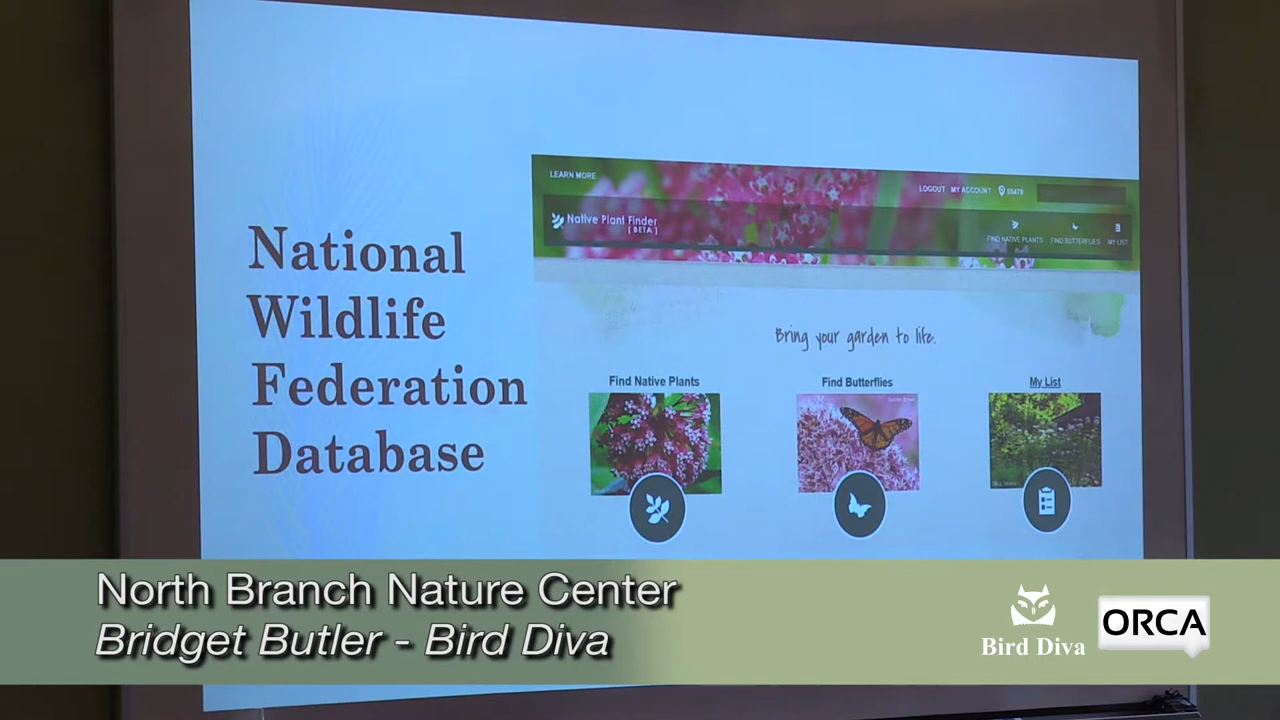 National
Wildlife
Federation
Database
LEARN MORE
LOGOUT MY ACCOUNT 55478
Native Plant Finder
[ BETA ]
FIND NATIVE PLANTS FIND BUTTERFLIES MY LIST
Bring your garden to life.
Find Native Plants
Find Butterflies
My List
North Branch Nature Center
Bridget Butler - Bird Diva
Bird Diva
ORCA